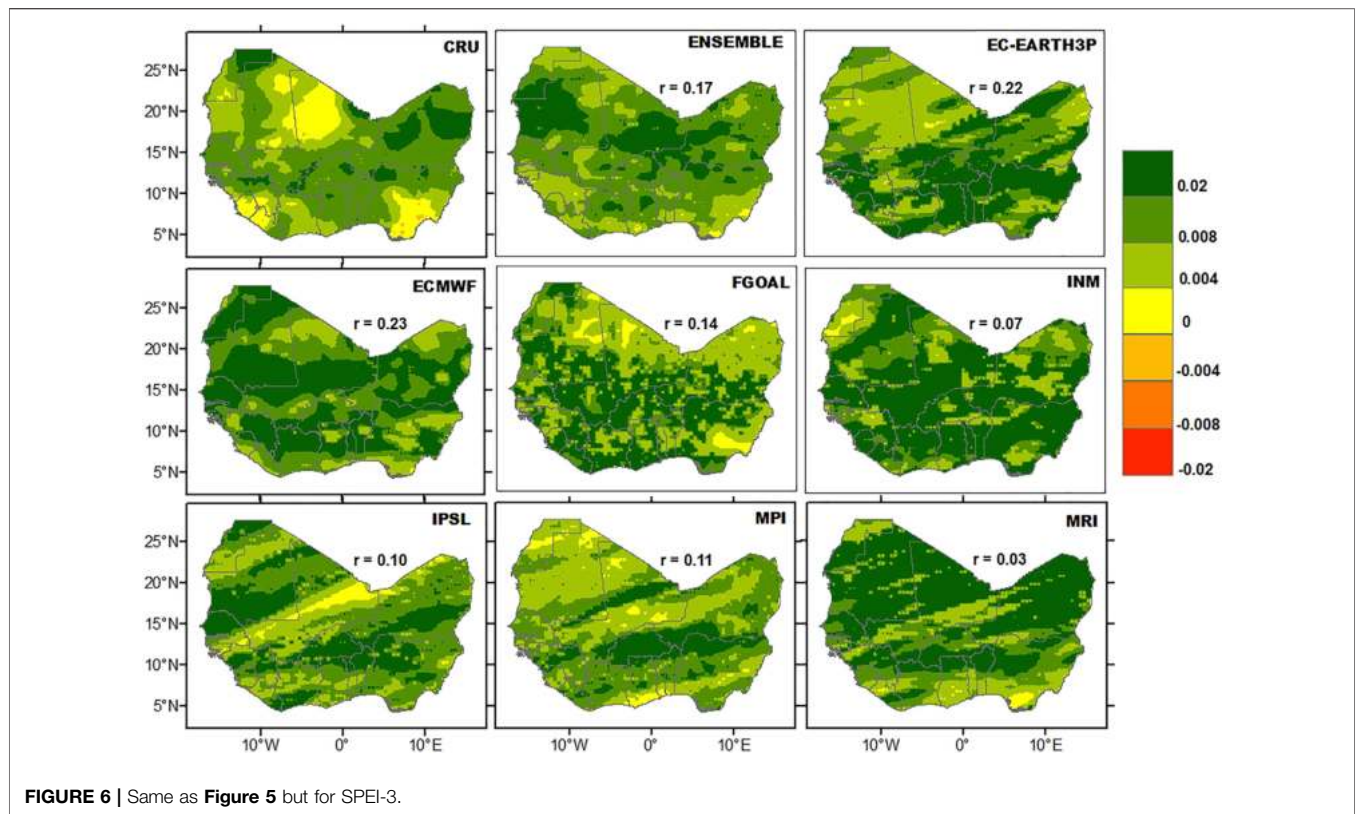 CRU
ENSEMBLE
EC-EARTH3P
25°N
20°N
15°N
10°N
5°N
r = 0.17
r = 0.22
0.02
0.008
0.004
0
-0.004
-0.008
-0.02
ECMWF
FGOAL
INM
25°N
20°N
15°N
10°N
5°N
r = 0.23
r = 0.14
r = 0.07
IPSL
MPI
MRI
25°N
20°N
15°N
10°N
5°N
r = 0.10
r = 0.11
r = 0.03
10°W 0° 10°E
10°W 0° 10°E
10°W 0° 10°E
FIGURE 6 | Same as Figure 5 but for SPEI-3.